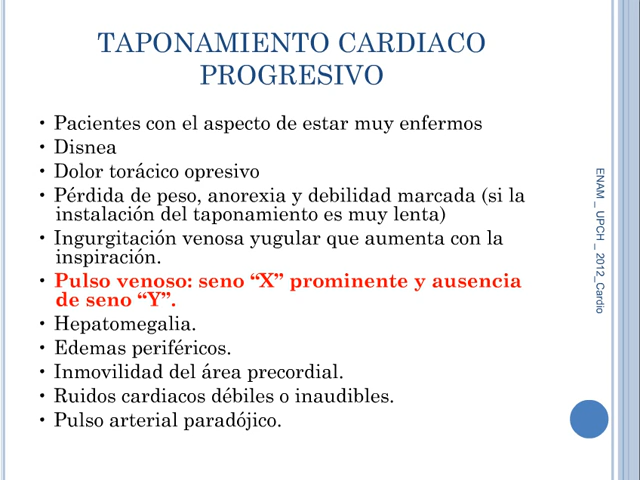 TAPONAMIENTO CARDIACO
PROGRESIVO
• Pacientes con el aspecto de estar muy enfermos
• Disnea
• Dolor torácico opresivo
• Pérdida de peso, anorexia y debilidad marcada (si la
instalación del taponamiento es muy lenta)
• Ingurgitación venosa yugular que aumenta con la
inspiración.
• Pulso venoso: seno “X” prominente y ausencia
de seno “Y”.
• Hepatomegalia.
• Edemas periféricos.
• Inmovilidad del área precordial.
• Ruidos cardiacos débiles o inaudibles.
• Pulso arterial paradójico.
ENAM _ UPCH _ 2012_Cardio